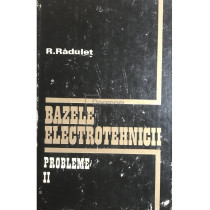 R.Răduleț
BAZELE
ELECTROTEHNICII
PROBLEME
II